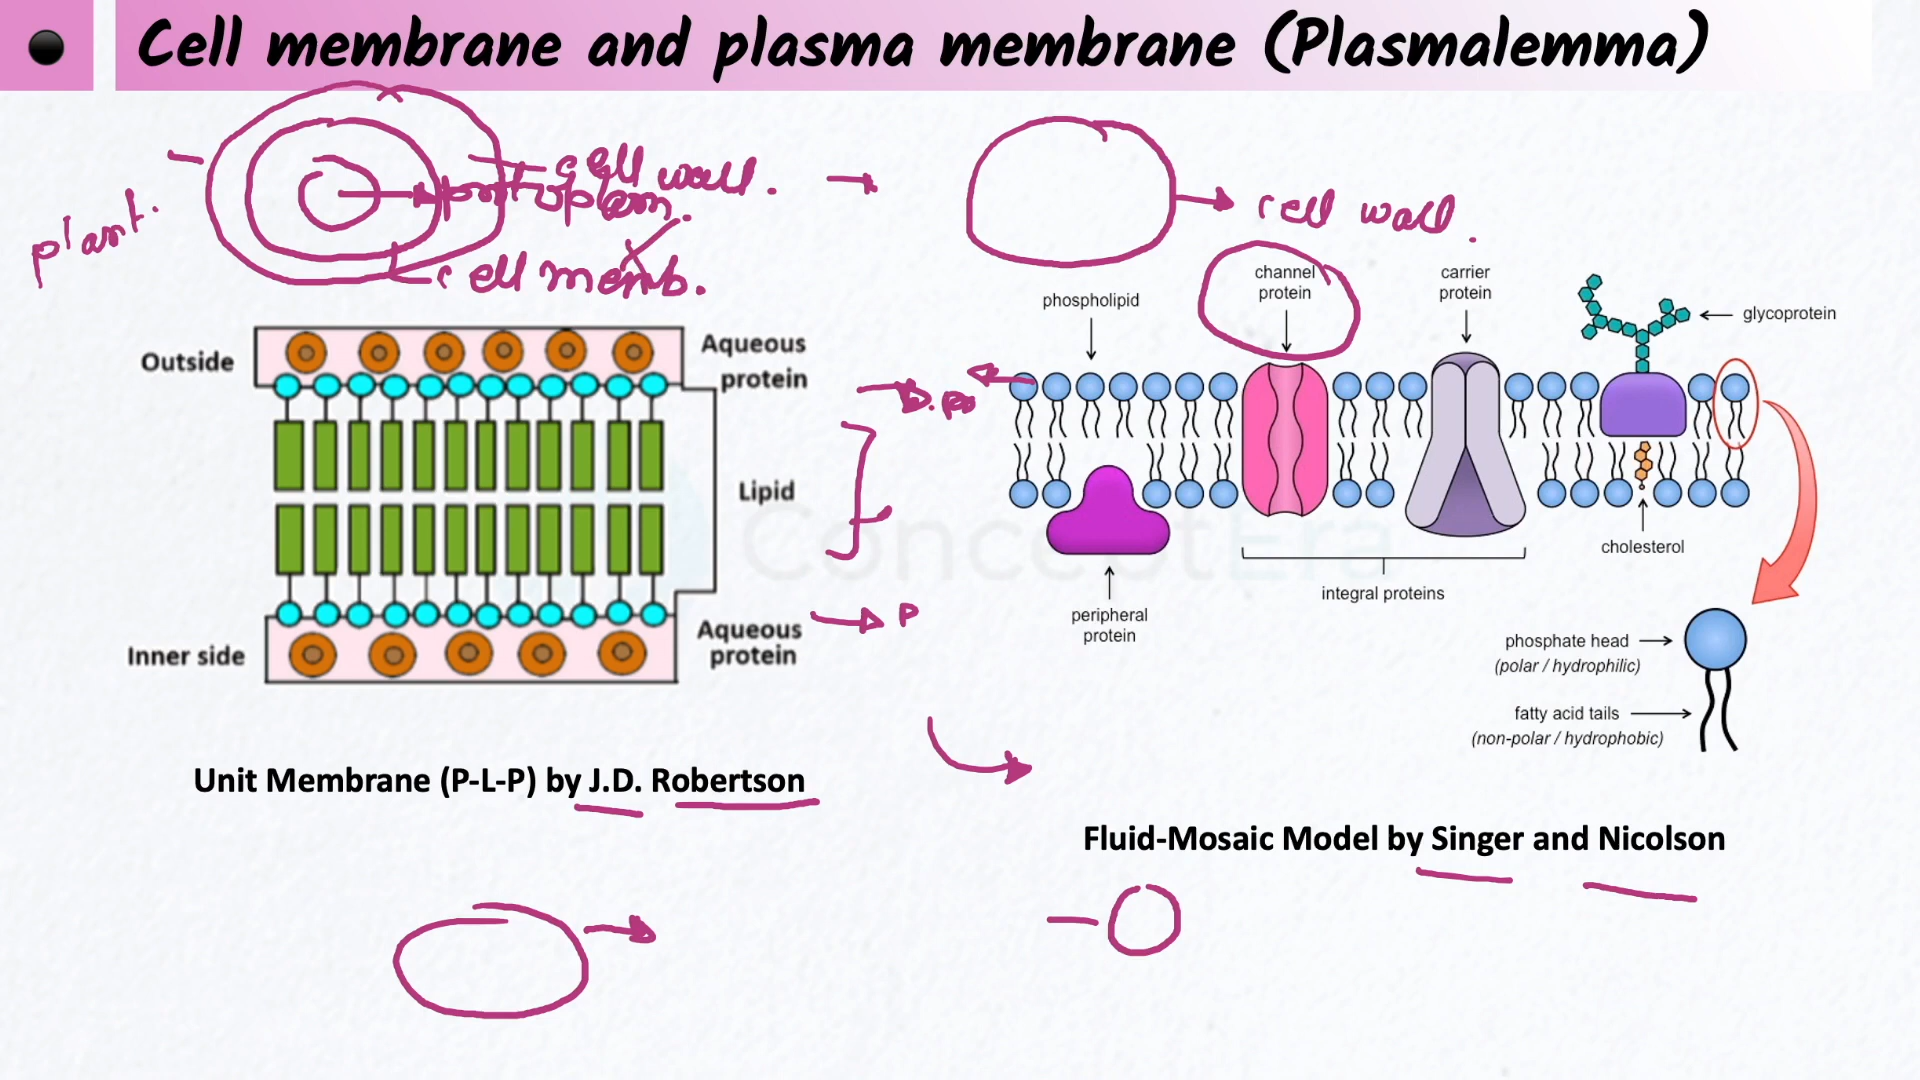 Cell membrane and plasma membrane (Plasmalemma)
plant.
cell wall.
cell memb.
cell wall.
channel protein
carrier protein
phospholipid
glycoprotein
Outside
Aqueous protein
Lipid
Inner side
Aqueous protein
P
ConceptEra
cholesterol
integral proteins
peripheral protein
phosphate head
(polar / hydrophilic)
fatty acid tails
(non-polar / hydrophobic)
Unit Membrane (P-L-P) by J.D. Robertson
Fluid-Mosaic Model by Singer and Nicolson